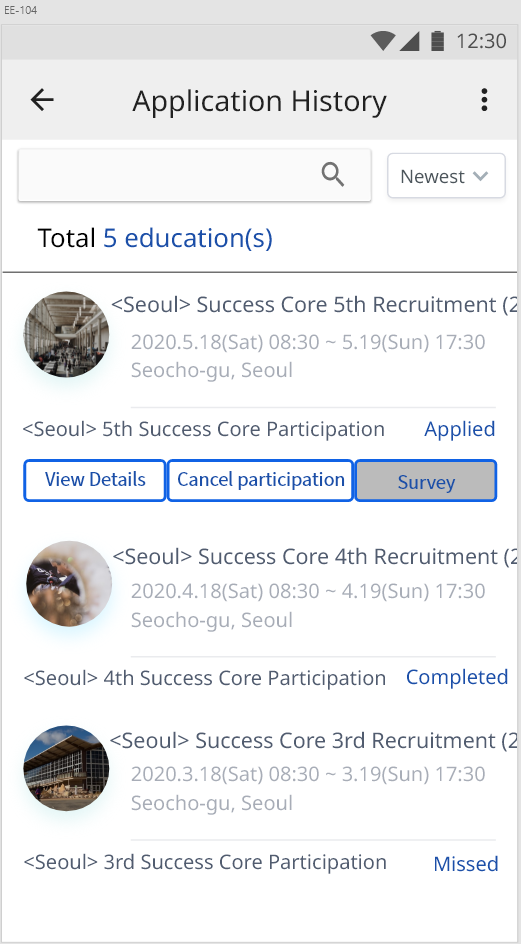 EE-104
12:30
Application History
Newest
Total 5 education(s)
<Seoul> Success Core 5th Recruitment (2
2020.5.18(Sat) 08:30 ~ 5.19(Sun) 17:30
Seocho-gu, Seoul
<Seoul> 5th Success Core Participation Applied
View Details Cancel participation Survey
<Seoul> Success Core 4th Recruitment (2
2020.4.18(Sat) 08:30 ~ 4.19(Sun) 17:30
Seocho-gu, Seoul
<Seoul> 4th Success Core Participation Completed
<Seoul> Success Core 3rd Recruitment (2
2020.3.18(Sat) 08:30 ~ 3.19(Sun) 17:30
Seocho-gu, Seoul
<Seoul> 3rd Success Core Participation Missed